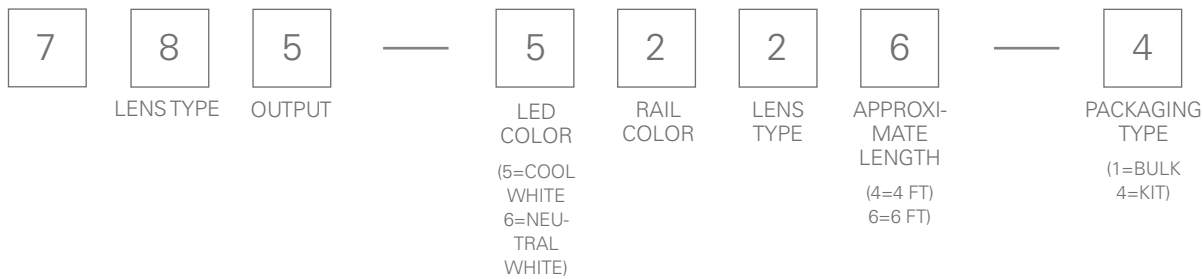 7 8 5 — 5 2 2 6 — 4
LENS TYPE
OUTPUT
LED
COLOR
(5=COOL
WHITE
6=NEU-
TRAL
WHITE)
RAIL
COLOR
LENS
TYPE
APPROXI-
MATE
LENGTH
(4=4 FT)
6=6 FT)
PACKAGING
TYPE
(1=BULK
4=KIT)